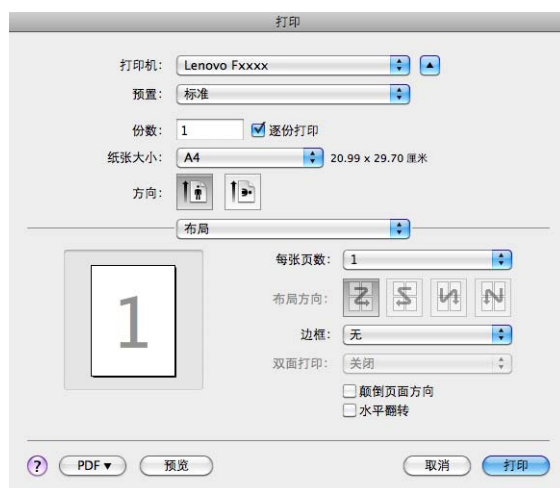 打印
打印机: Lenovo Fxxxx
预置: 标准
份数: 1 逐份打印
纸张大小: A4 20.99 x 29.70 厘米
方向:
布局
每张页数: 1
布局方向:
边框: 无
双面打印: 关闭
颠倒页面方向
水平翻转
1
? PDF▼ 预览 取消 打印